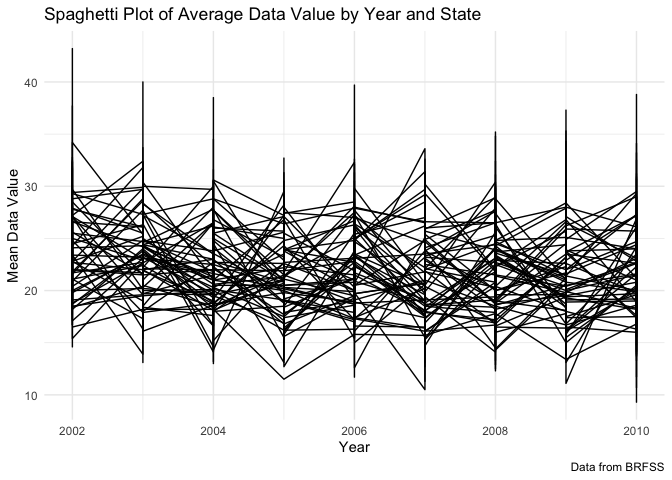 Spaghetti Plot of Average Data Value by Year and State
40
30
20
10
Mean Data Value
2002
2004
2006
2008
2010
Year
Data from BRFSS